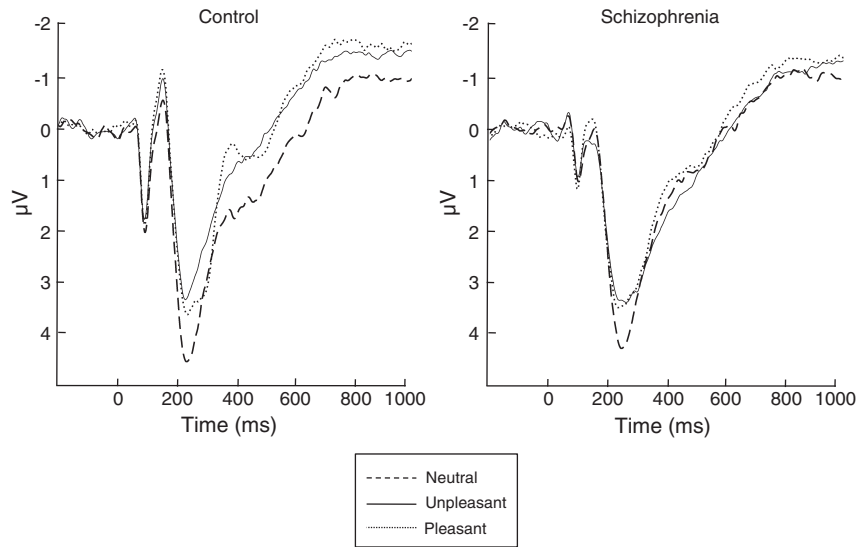 Control
-2
-1
0
1
2
3
4
µV
0 200 400 600 800 1000
Time (ms)
Schizophrenia
-2
-1
0
1
2
3
4
µV
0 200 400 600 800 1000
Time (ms)
Neutral
Unpleasant
Pleasant